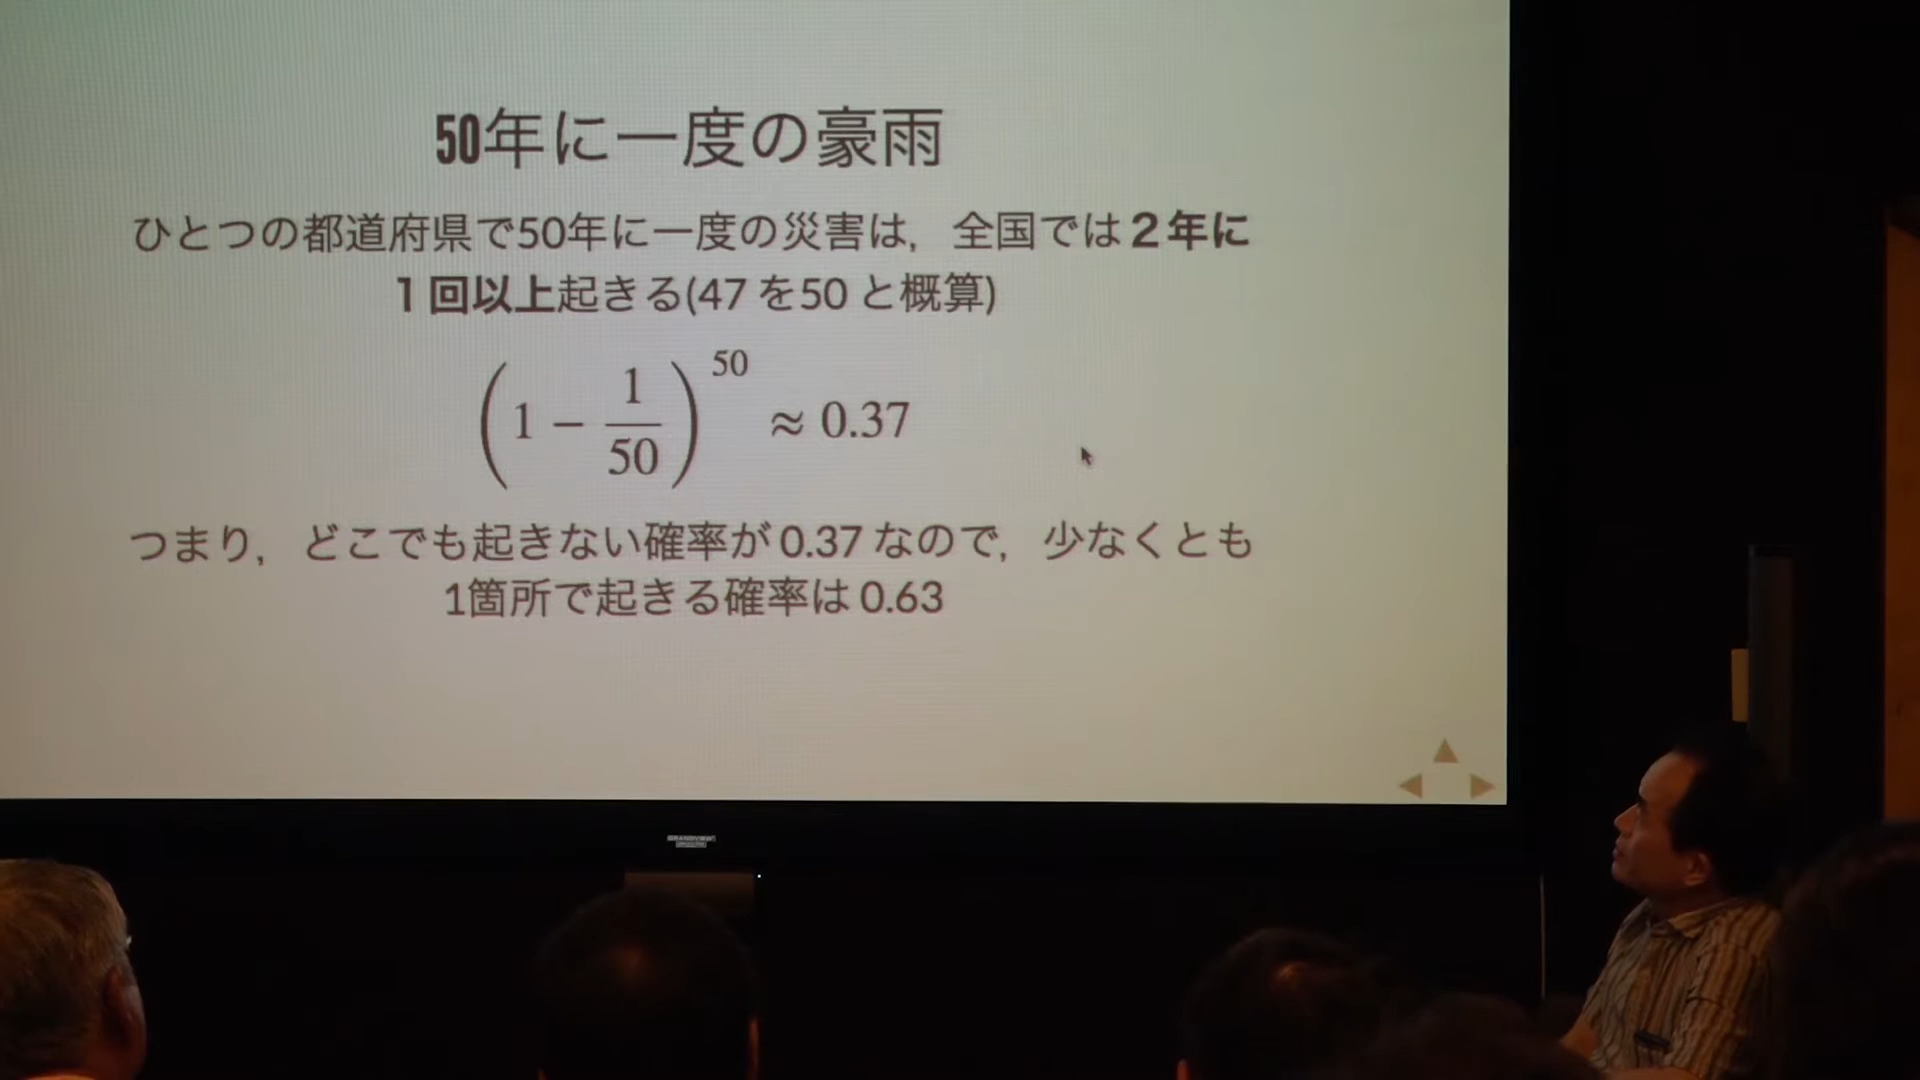 50年に一度の豪雨
ひとつの都道府県で50年に一度の災害は，全国では２年に
１回以上起きる(47 を50 と概算)
(1 − 1/50)^50 ≈ 0.37
つまり，どこでも起きない確率が 0.37 なので，少なくとも
1箇所で起きる確率は 0.63
GRANDVIEW